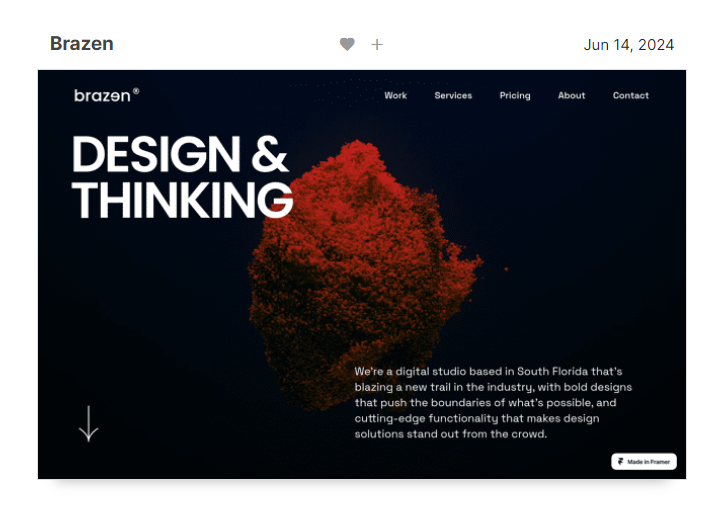 Brazen
Jun 14, 2024
brazən®
Work
Services
Pricing
About
Contact
DESIGN &
THINKING
We're a digital studio based in South Florida that's
blazing a new trail in the industry, with bold designs
that push the boundaries of what's possible, and
cutting-edge functionality that makes design
solutions stand out from the crowd.
Made in Framer